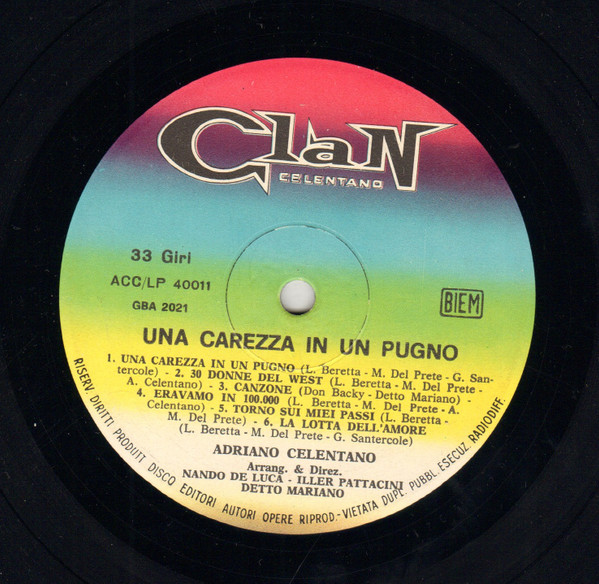 Clan
CELENTANO
33 Giri
ACC/LP 40011
GBA 2021
BIEM
UNA CAREZZA IN UN PUGNO
1. UNA CAREZZA IN UN PUGNO (L. Beretta - M. Del Prete - G. San-
tercole) - 2. 30 DONNE DEL WEST (L. Beretta - M. Del Prete -
A. Celentano) - 3. CANZONE (Don Backy - Detto Mariano) -
4. ERAVAMO IN 100.000 (L. Beretta - M. Del Prete - A.
Celentano) - 5. TORNO SUI MIEI PASSI (L. Beretta -
M. Del Prete) - 6. LA LOTTA DELL'AMORE
(L. Beretta - M. Del Prete - G. Santercole)
ADRIANO CELENTANO
Arrang. & Direz.
NANDO DE LUCA - ILLER PATTACINI
DETTO MARIANO
RISERV. DIRITTI PRODUIT DISCO EDITORI AUTORI OPERE RIPROD.-VIETATA DUPL. PUBBL. ESECUZ. RADIODIFF.